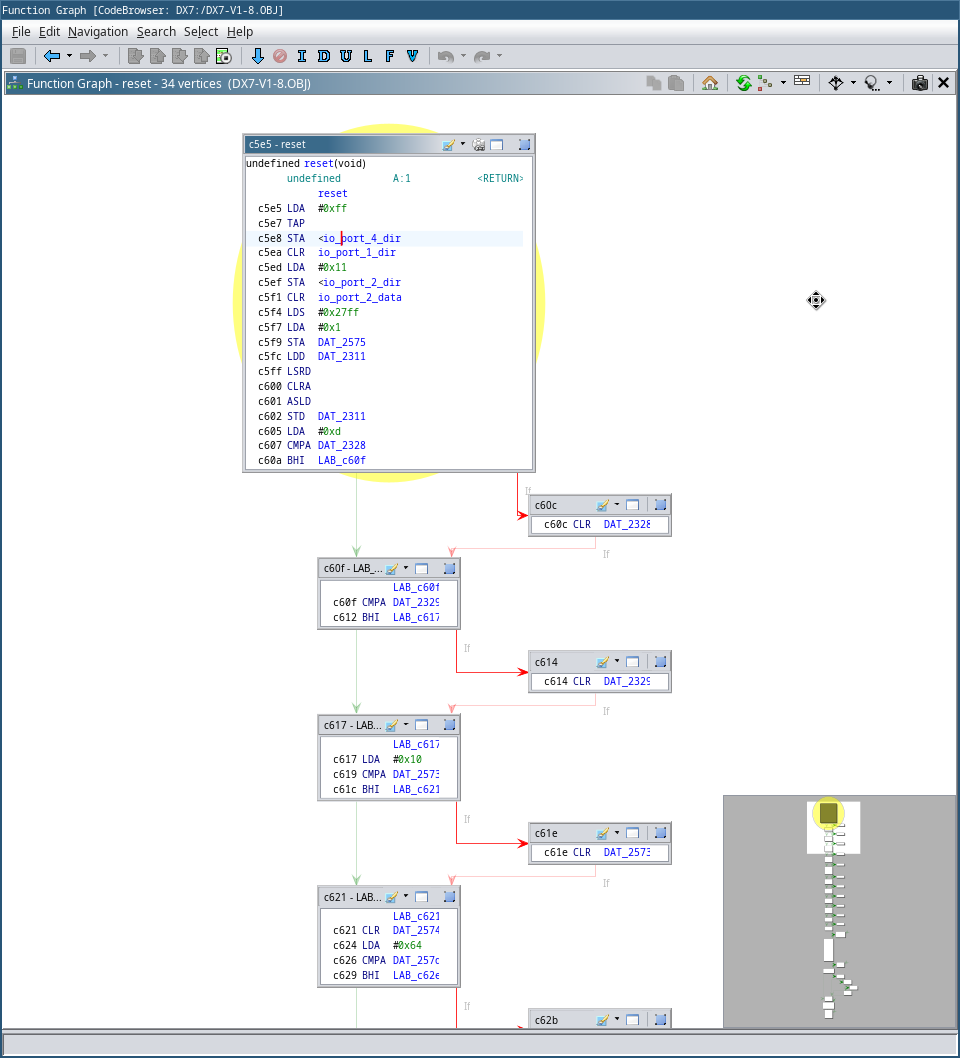 Function Graph [CodeBrowser: DX7:/DX7-V1-8.OBJ]
File Edit Navigation Search Select Help
I D U L F V
Function Graph - reset - 34 vertices (DX7-V1-8.OBJ)
c5e5 - reset
undefined reset(void)
undefined A:1 <RETURN>
reset
c5e5 LDA #0xff
c5e7 TAP
c5e8 STA <io_port_4_dir
c5ea CLR io_port_1_dir
c5ed LDA #0x11
c5ef STA <io_port_2_dir
c5f1 CLR io_port_2_data
c5f4 LDS #0x27ff
c5f7 LDA #0x1
c5f9 STA DAT_2575
c5fc LDD DAT_2311
c5ff LSRD
c600 CLRA
c601 ASLD
c602 STD DAT_2311
c605 LDA #0xd
c607 CMPA DAT_2328
c60a BHI LAB_c60f
If
c60c
c60c CLR DAT_2328
If
c60f - LAB_...
LAB_c60f
c60f CMPA DAT_2329
c612 BHI LAB_c617
If
c614
c614 CLR DAT_2329
If
c617 - LAB...
LAB_c617
c617 LDA #0x10
c619 CMPA DAT_2573
c61c BHI LAB_c621
If
c61e
c61e CLR DAT_2573
If
c621 - LAB...
LAB_c621
c621 CLR DAT_2574
c624 LDA #0x64
c626 CMPA DAT_257c
c629 BHI LAB_c62e
If
c62b